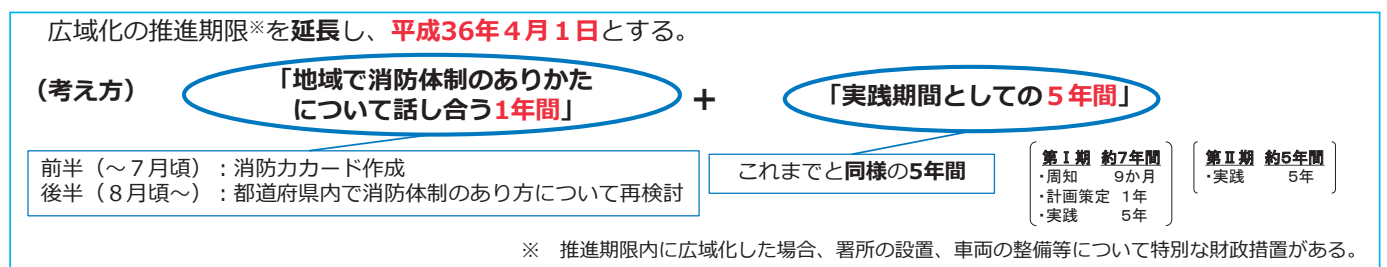 広域化の推進期限※を延長し、平成36年４月１日とする。
（考え方）
「地域で消防体制のありかた
について話し合う1年間」
＋
「実践期間としての５年間」
前半（～７月頃）：消防力カード作成
後半（８月頃～）：都道府県内で消防体制のあり方について再検討
これまでと同様の5年間
第Ⅰ期 約7年間
・周知 9か月
・計画策定 1年
・実践 5年
第Ⅱ期 約5年間
・実践 5年
※ 推進期限内に広域化した場合、署所の設置、車両の整備等について特別な財政措置がある。